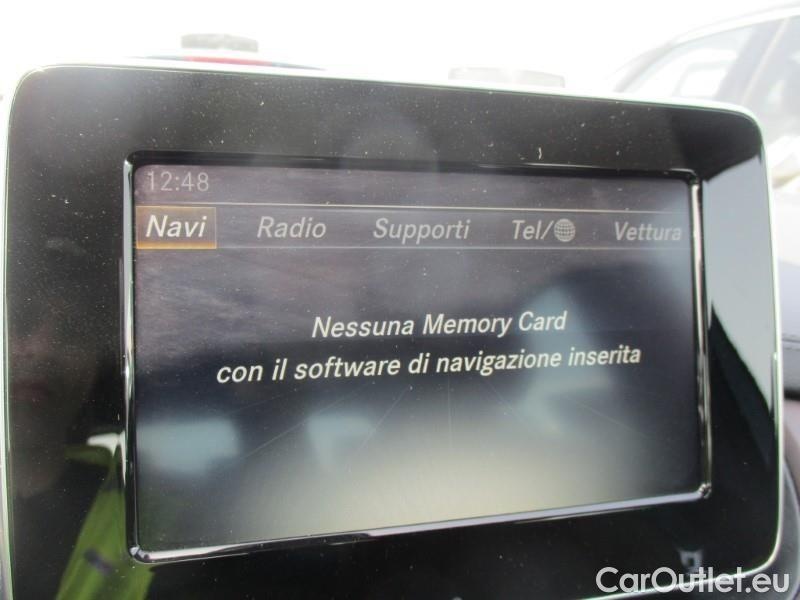 12:48
Navi Radio Supporti Tel/ Vettura
Nessuna Memory Card
con il software di navigazione inserita
CarOutlet.eu